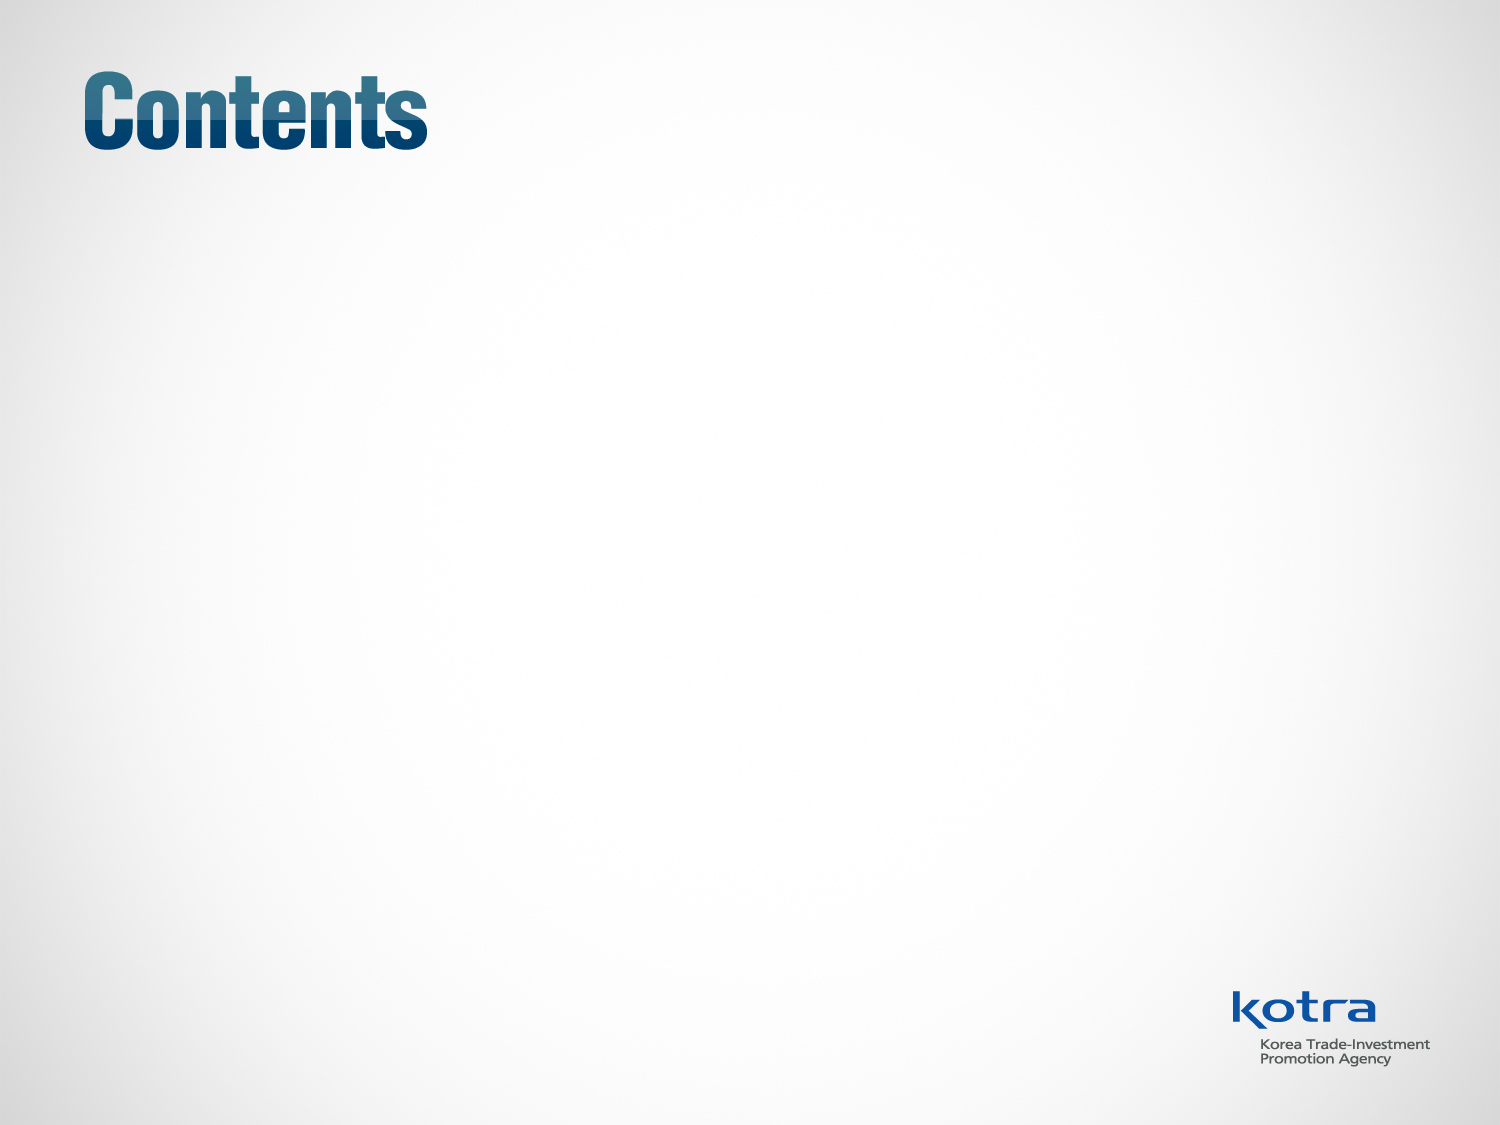 Contents
kotra
Korea Trade-Investment
Promotion Agency